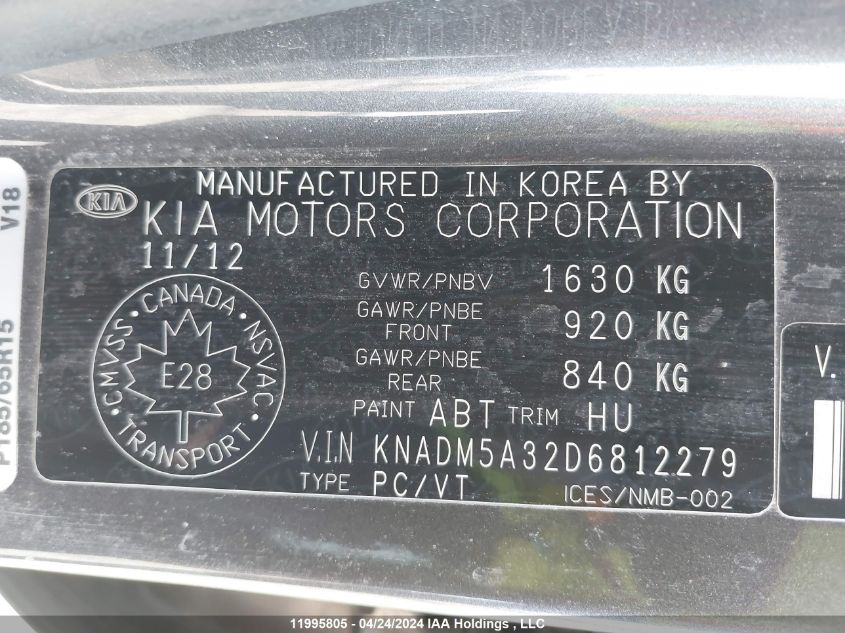 MANUFACTURED IN KOREA BY
KIA
KIA MOTORS CORPORATION
11/12
GVWR/PNBV 1630 KG
GAWR/PNBE FRONT 920 KG
GAWR/PNBE REAR 840 KG
PAINT ABT TRIM HU
V.I.N KNADM5A32D6812279
TYPE PC/VT ICES/NMB-002
CMVSS · CANADA · NSVAC
E28
TRANSPORT
P185/65R15
V18
V.
11995805 - 04/24/2024 IAA Holdings, LLC